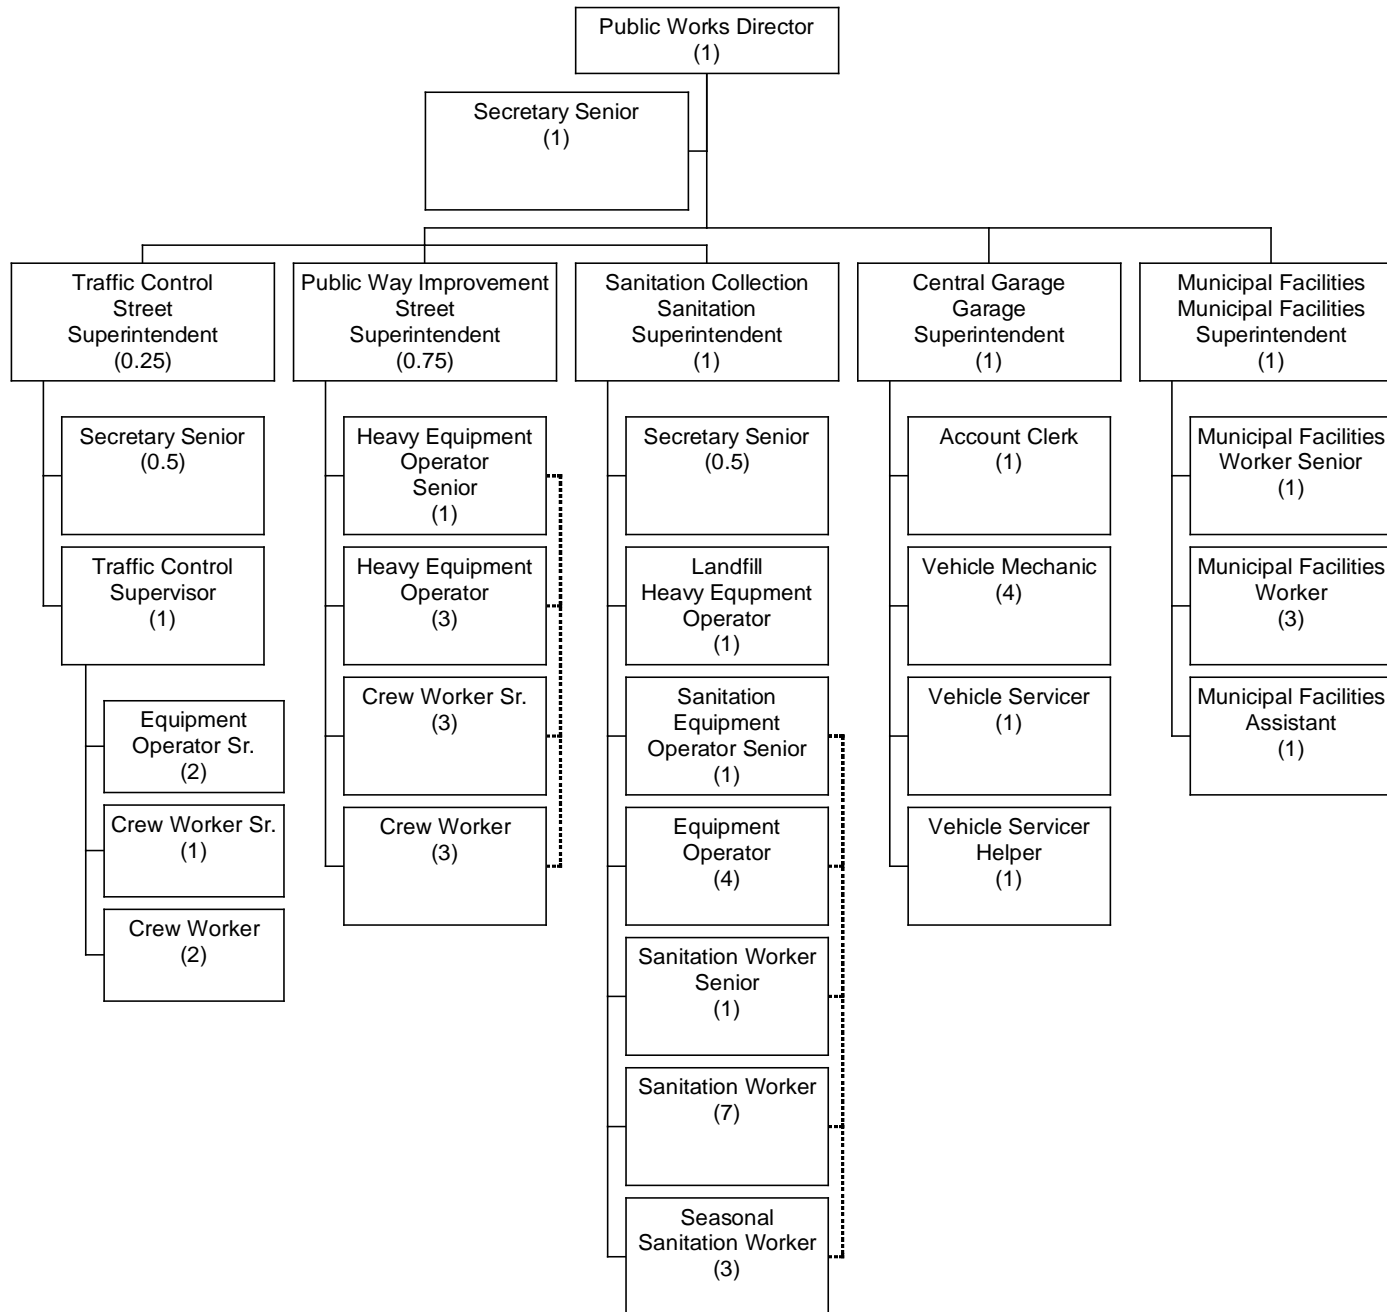 Public Works Director
(1)
Secretary Senior
(1)
Traffic Control
Street
Superintendent
(0.25)
Public Way Improvement
Street
Superintendent
(0.75)
Sanitation Collection
Sanitation
Superintendent
(1)
Central Garage
Garage
Superintendent
(1)
Municipal Facilities
Municipal Facilities
Superintendent
(1)
Secretary Senior
(0.5)
Traffic Control
Supervisor
(1)
Equipment
Operator Sr.
(2)
Crew Worker Sr.
(1)
Crew Worker
(2)
Heavy Equipment
Operator
Senior
(1)
Heavy Equipment
Operator
(3)
Crew Worker Sr.
(3)
Crew Worker
(3)
Secretary Senior
(0.5)
Landfill
Heavy Equpment
Operator
(1)
Sanitation
Equipment
Operator Senior
(1)
Equipment
Operator
(4)
Sanitation Worker
Senior
(1)
Sanitation Worker
(7)
Seasonal
Sanitation Worker
(3)
Account Clerk
(1)
Vehicle Mechanic
(4)
Vehicle Servicer
(1)
Vehicle Servicer
Helper
(1)
Municipal Facilities
Worker Senior
(1)
Municipal Facilities
Worker
(3)
Municipal Facilities
Assistant
(1)